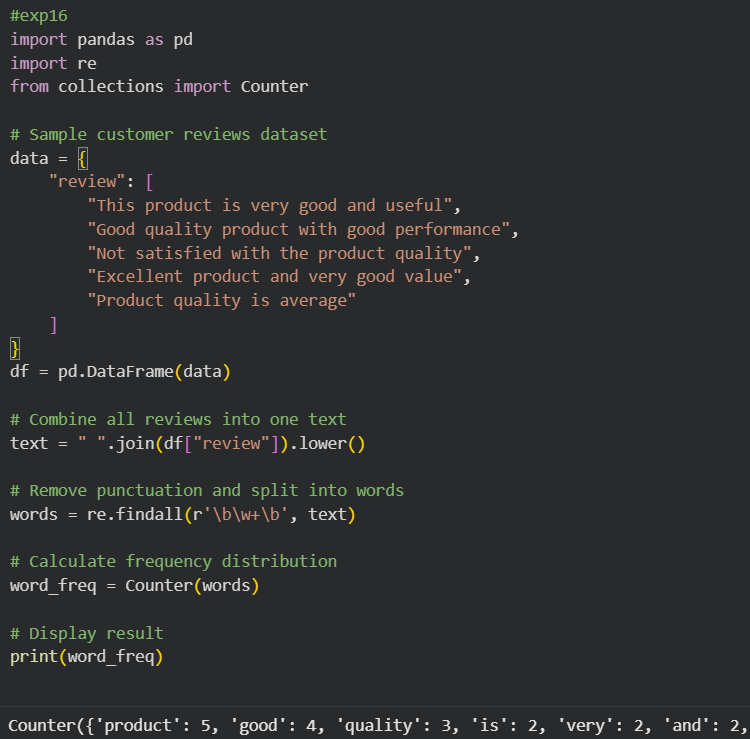 #exp16
import pandas as pd
import re
from collections import Counter
# Sample customer reviews dataset
data = {
    "review": [
        "This product is very good and useful",
        "Good quality product with good performance",
        "Not satisfied with the product quality",
        "Excellent product and very good value",
        "Product quality is average"
    ]
}
df = pd.DataFrame(data)
# Combine all reviews into one text
text = " ".join(df["review"]).lower()
# Remove punctuation and split into words
words = re.findall(r'\b\w+\b', text)
# Calculate frequency distribution
word_freq = Counter(words)
# Display result
print(word_freq)
Counter({'product': 5, 'good': 4, 'quality': 3, 'is': 2, 'very': 2, 'and': 2,